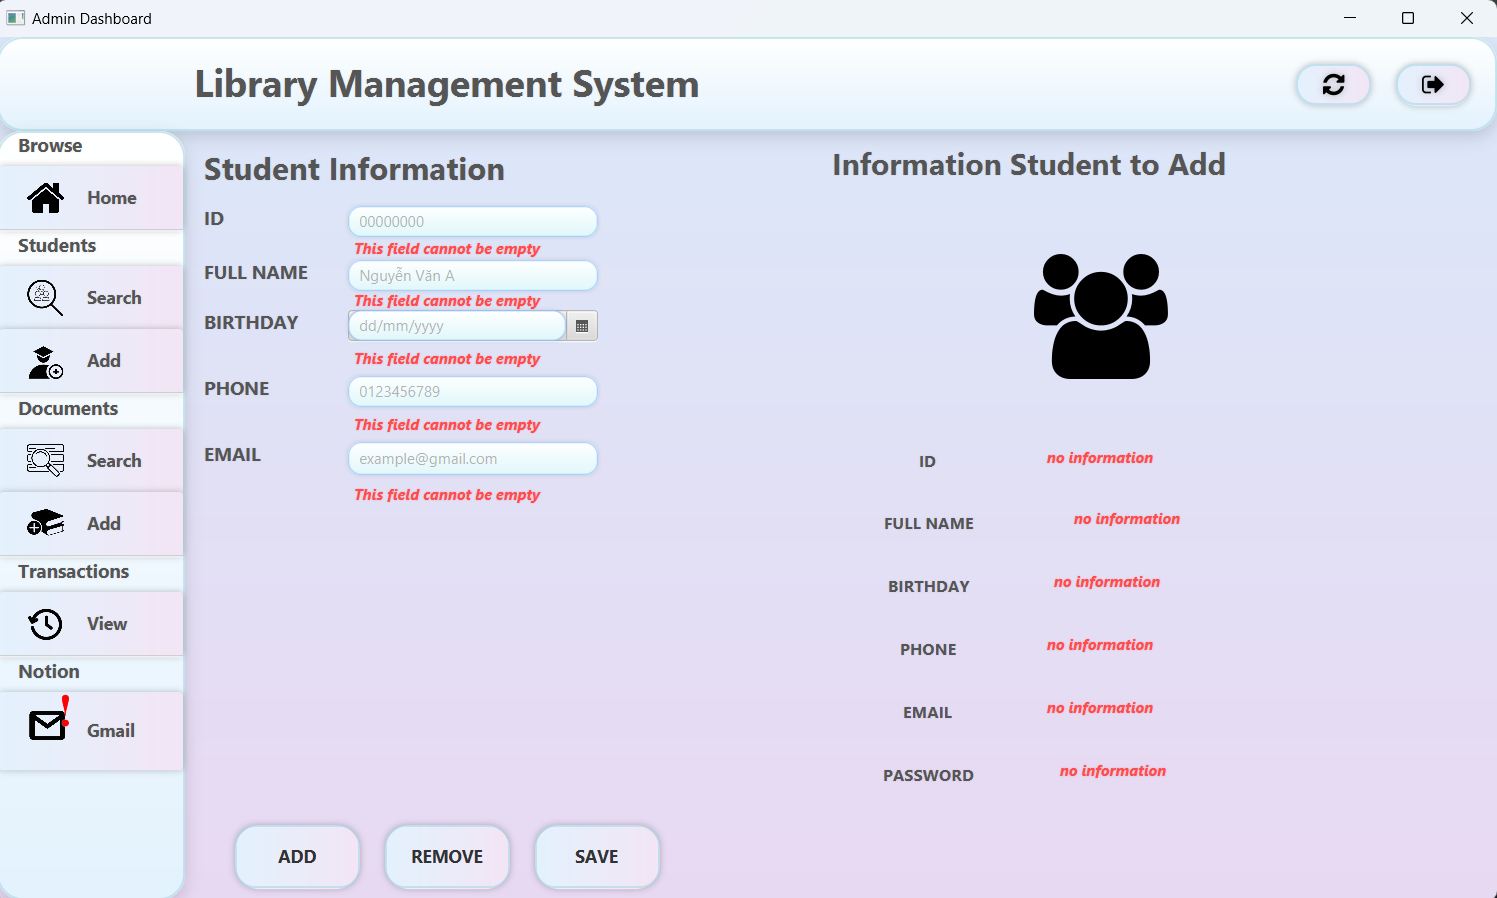 Admin Dashboard
Library Management System
Browse
Home
Students
Search
Add
Documents
Search
Add
Transactions
View
Notion
Gmail
Student Information
ID
00000000
This field cannot be empty
FULL NAME
Nguyễn Văn A
This field cannot be empty
BIRTHDAY
dd/mm/yyyy
This field cannot be empty
PHONE
0123456789
This field cannot be empty
EMAIL
example@gmail.com
This field cannot be empty
ADD
REMOVE
SAVE
Information Student to Add
ID no information
FULL NAME no information
BIRTHDAY no information
PHONE no information
EMAIL no information
PASSWORD no information